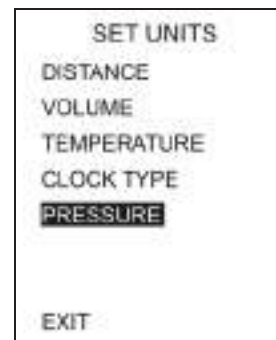 SET UNITS
DISTANCE
VOLUME
TEMPERATURE
CLOCK TYPE
PRESSURE
EXIT